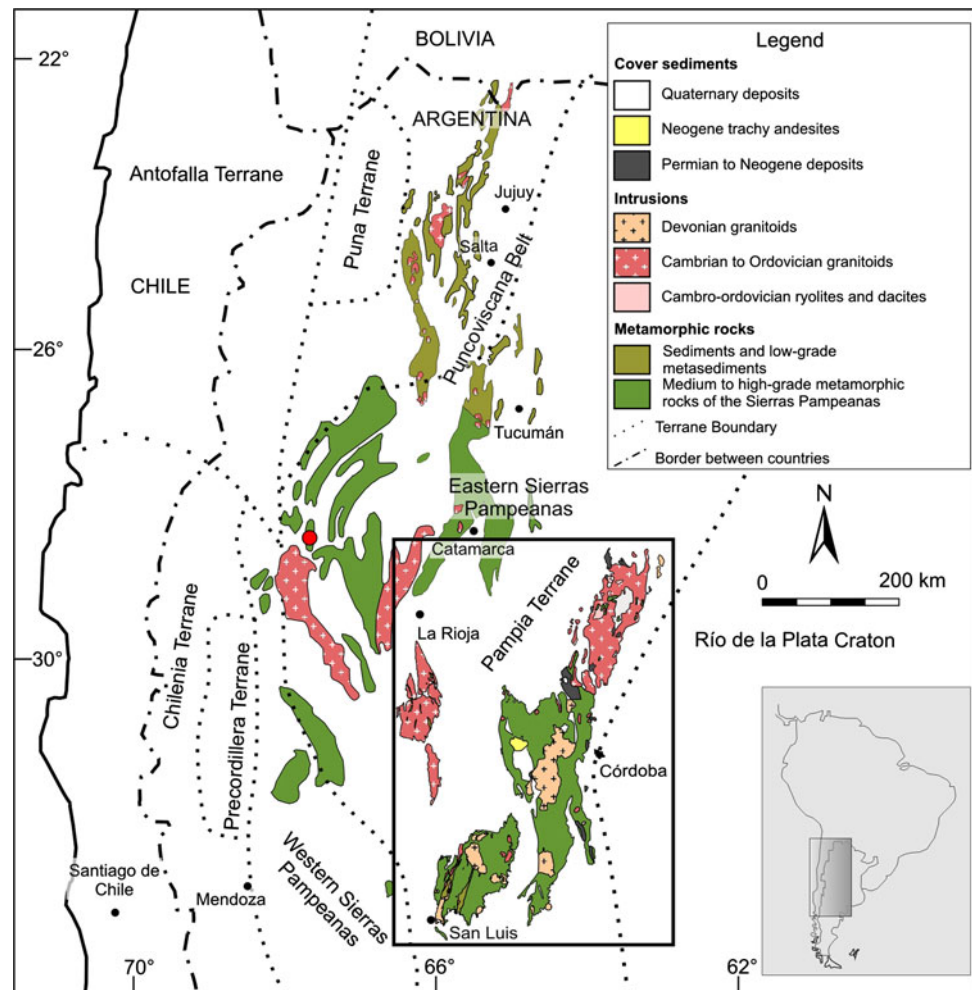 BOLIVIA
22°
ARGENTINA
Antofalla Terrane
Puna Terrane
Jujuy
Salta
CHILE
Puncoviscana Belt
26°
Tucumán
Eastern Sierras
Pampeanas
Catamarca
La Rioja
Pampia Terrane
30°
Chilenia Terrane
Precordillera Terrane
Córdoba
Río de la Plata Craton
Santiago de
Chile
Mendoza
Western Sierras
Pampeanas
San Luis
70°
66°
62°
Legend
Cover sediments
Quaternary deposits
Neogene trachy andesites
Permian to Neogene deposits
Intrusions
Devonian granitoids
Cambrian to Ordovician granitoids
Cambro-ordovician ryolites and dacites
Metamorphic rocks
Sediments and low-grade
metasediments
Medium to high-grade metamorphic
rocks of the Sierras Pampeanas
Terrane Boundary
Border between countries
N
0 200 km